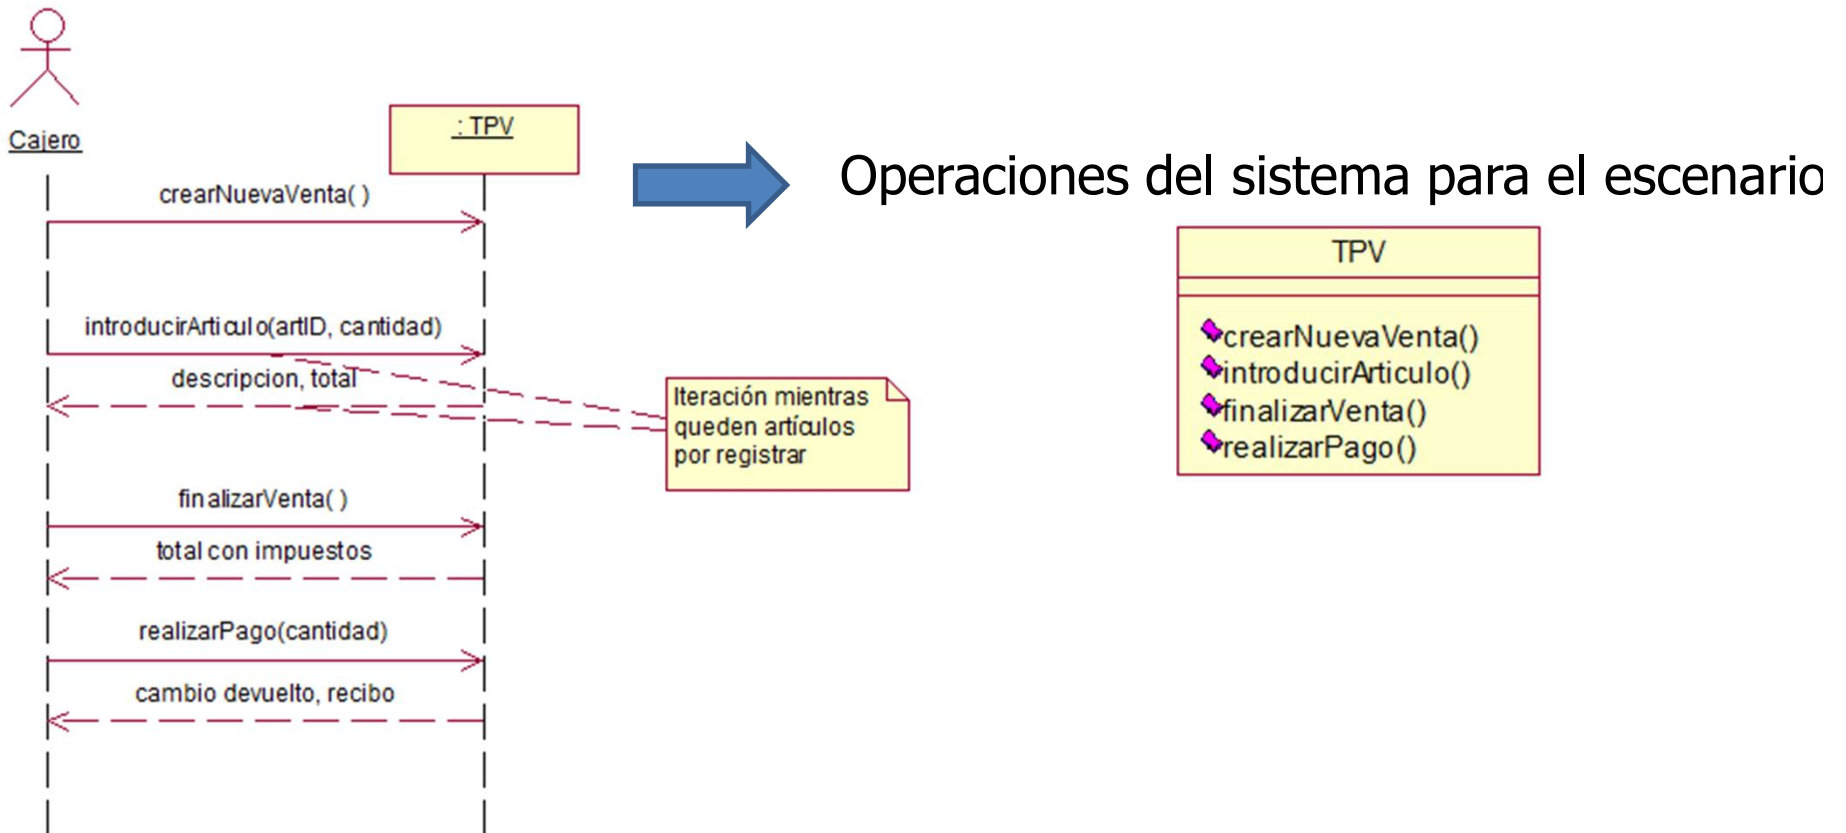 Cajero
: TPV
crearNuevaVenta( )
introducirArticulo(artID, cantidad)
descripcion, total
Iteración mientras
queden artículos
por registrar
finalizarVenta( )
total con impuestos
realizarPago(cantidad)
cambio devuelto, recibo
Operaciones del sistema para el escenario
TPV
crearNuevaVenta()
introducirArticulo()
finalizarVenta()
realizarPago()